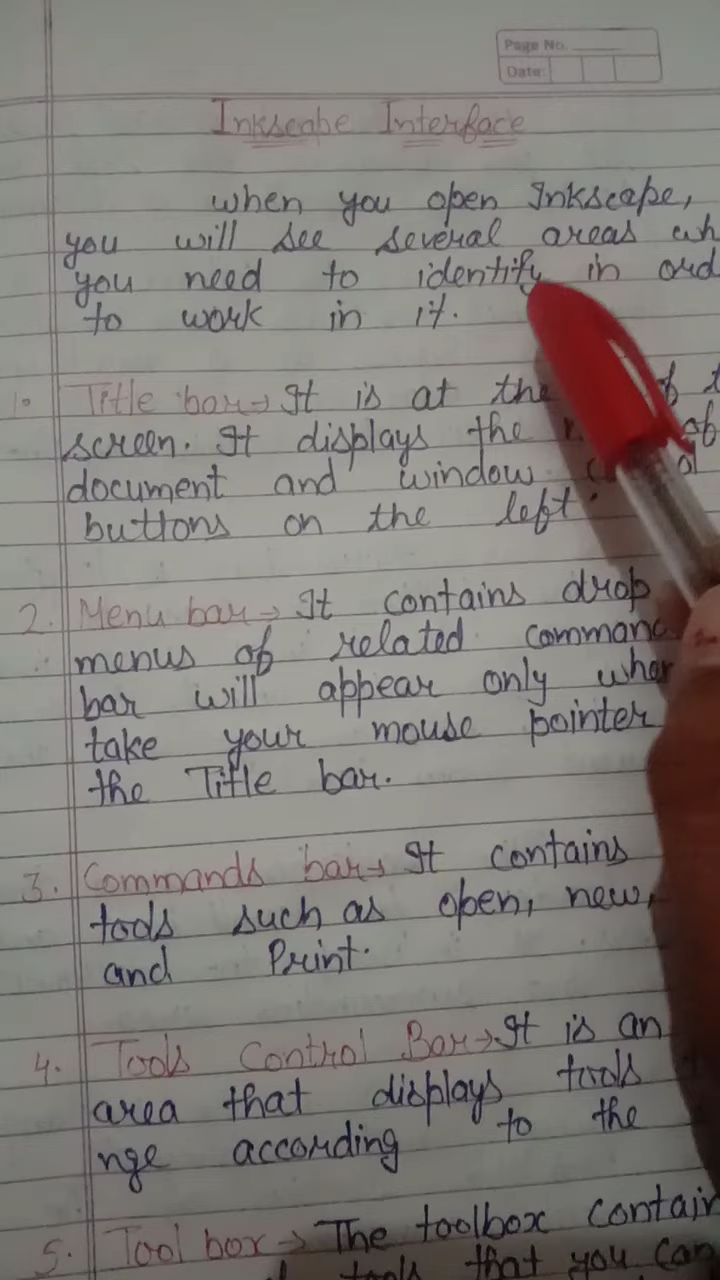 Page No.
Date:
Inkscape Interface
when you open Inkscape,
you will see several areas
you need to identify in
to work in it.
1. Title bar→ It is at the
screen. It displays the of
document and window
buttons on the left.
2. Menu bar→ It contains drop
menus of related
bar will appear only
take your mouse pointer
the Title bar.
3. Commands bar→ It contains
tools such as open, new,
and Print.
4. Tools Control Bar→ It is an
area that displays tools
nge according to the
5. Tool box→ The toolbox
tools that you can